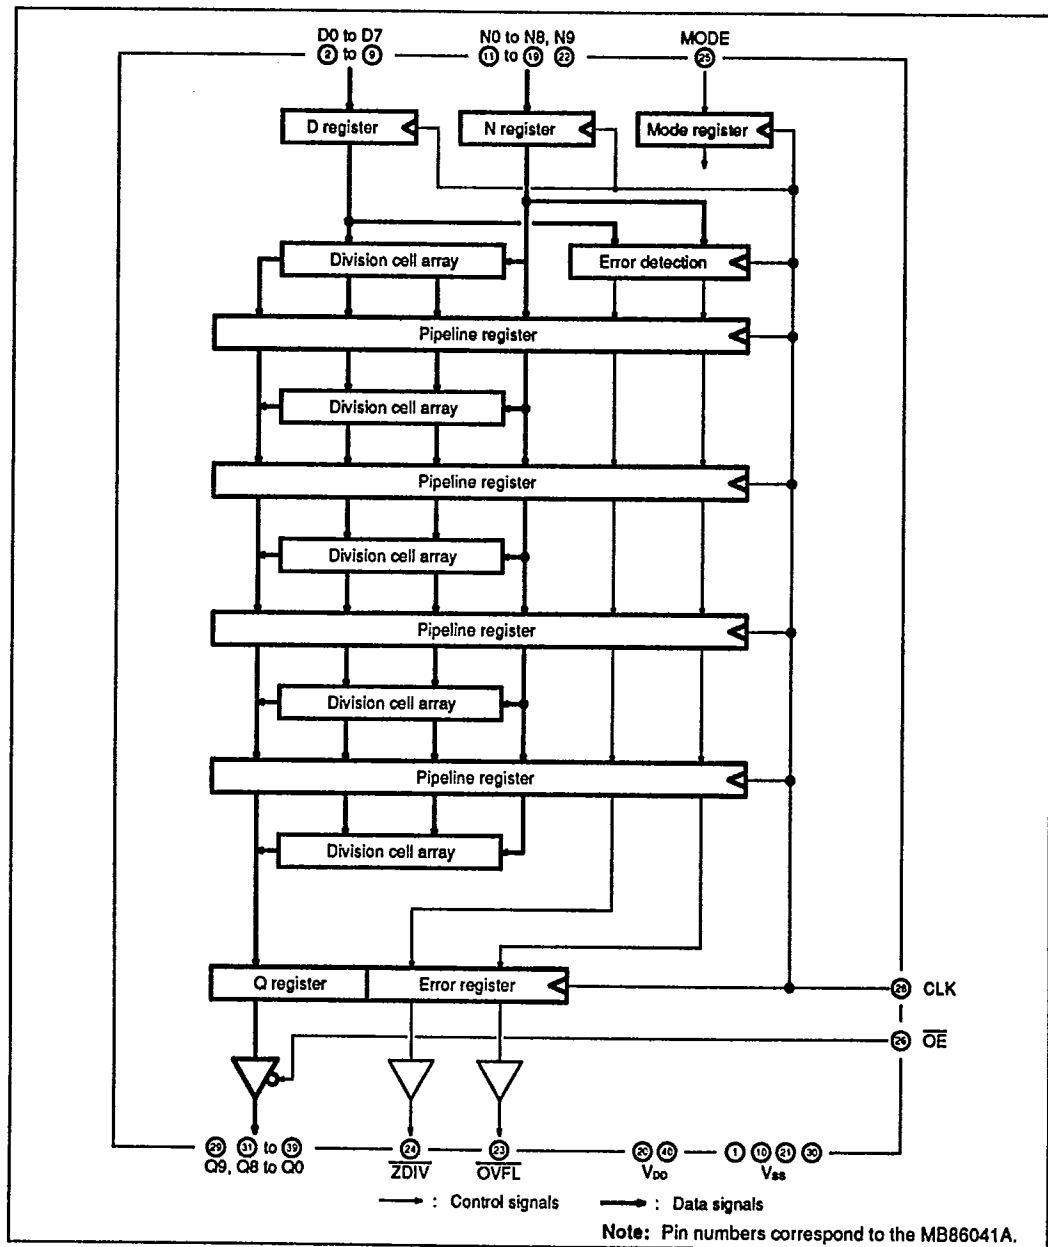 D0 to D7 N0 to N8, N9 MODE
2 to 9 11 to 19 22 25
D register N register Mode register
Division cell array Error detection
Pipeline register
Division cell array
Pipeline register
Division cell array
Pipeline register
Division cell array
Pipeline register
Division cell array
Q register Error register
28 CLK
26 OE
29 31 to 39 24 23 20 40 1 10 21 30
Q9, Q8 to Q0 ZDIV OVFL VDD VSS
: Control signals : Data signals
Note: Pin numbers correspond to the MB86041A.